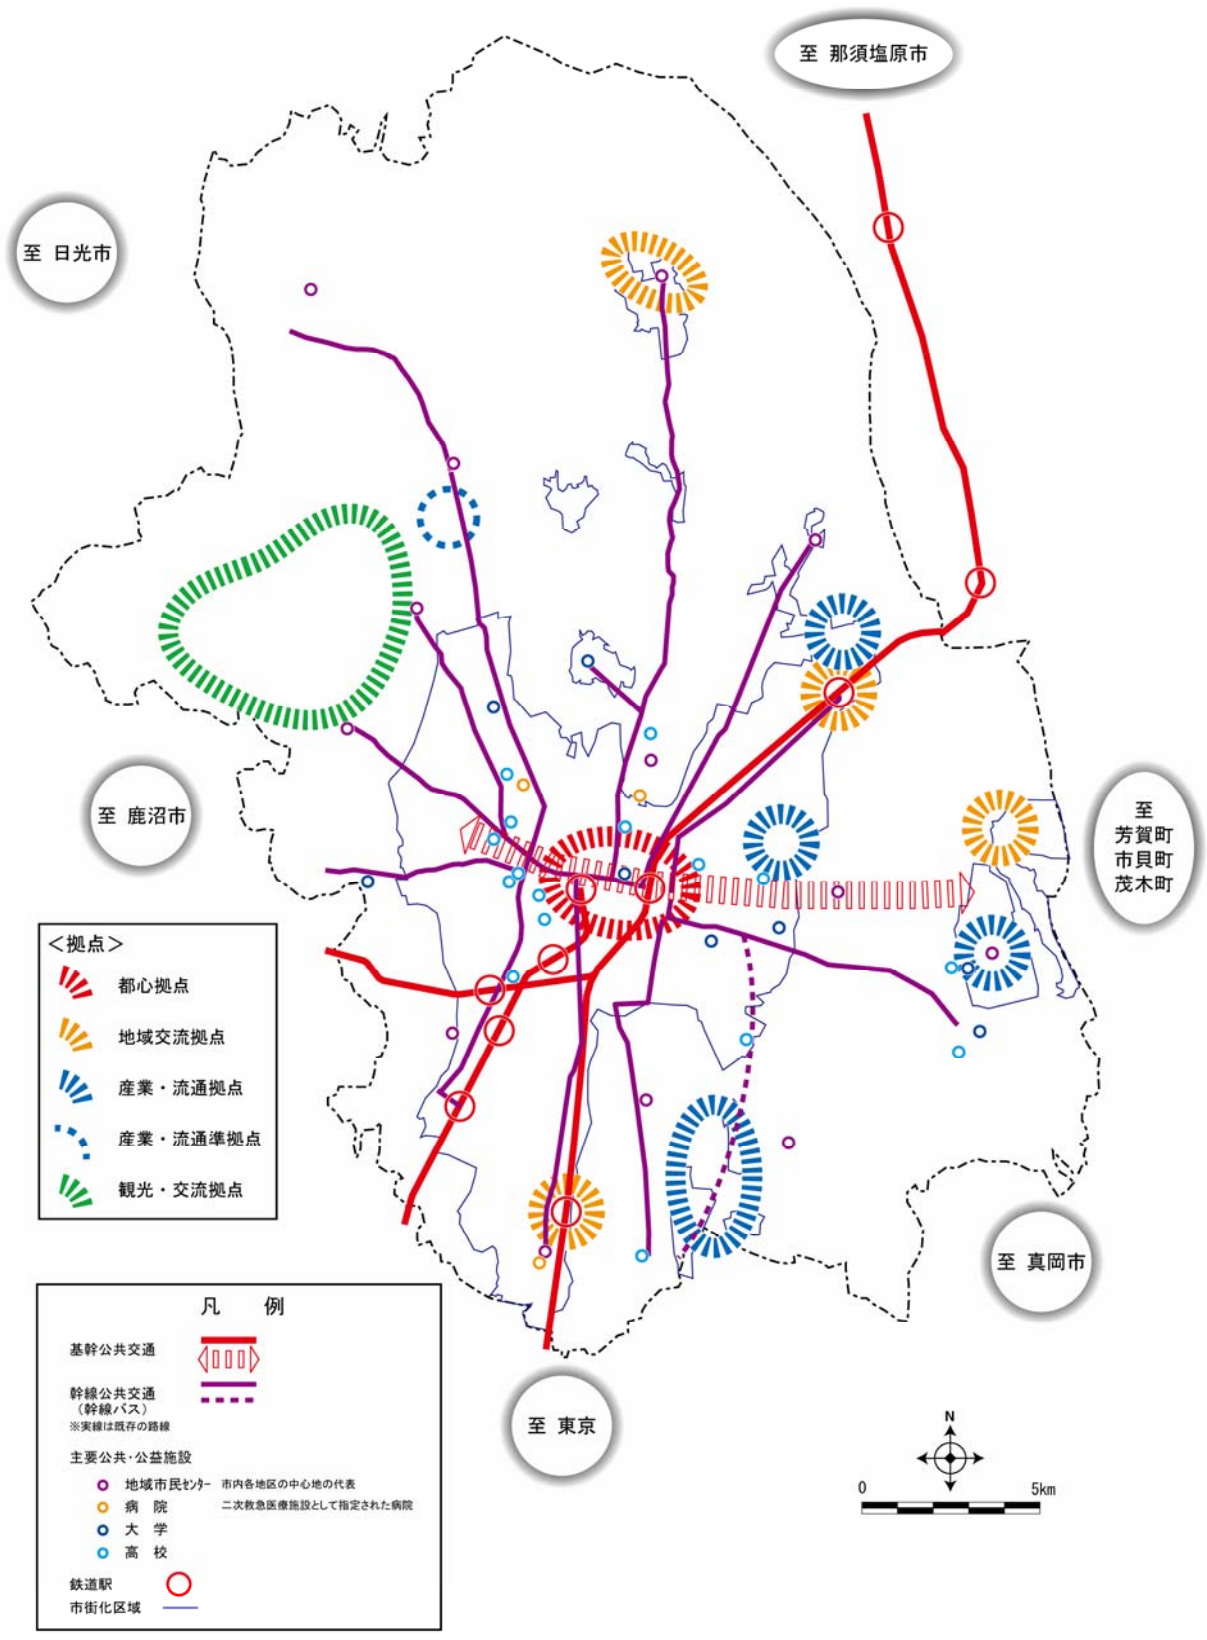 至 那須塩原市
至 日光市
至 鹿沼市
至
芳賀町
市貝町
茂木町
＜拠点＞
都心拠点
地域交流拠点
産業・流通拠点
産業・流通準拠点
観光・交流拠点
至 真岡市
至 東京
凡 例
基幹公共交通
幹線公共交通
（幹線バス）
※実線は既存の路線
主要公共・公益施設
地域市民ｾﾝﾀｰ 市内各地区の中心地の代表
病 院 二次救急医療施設として指定された病院
大 学
高 校
鉄道駅
市街化区域
N
0 5km